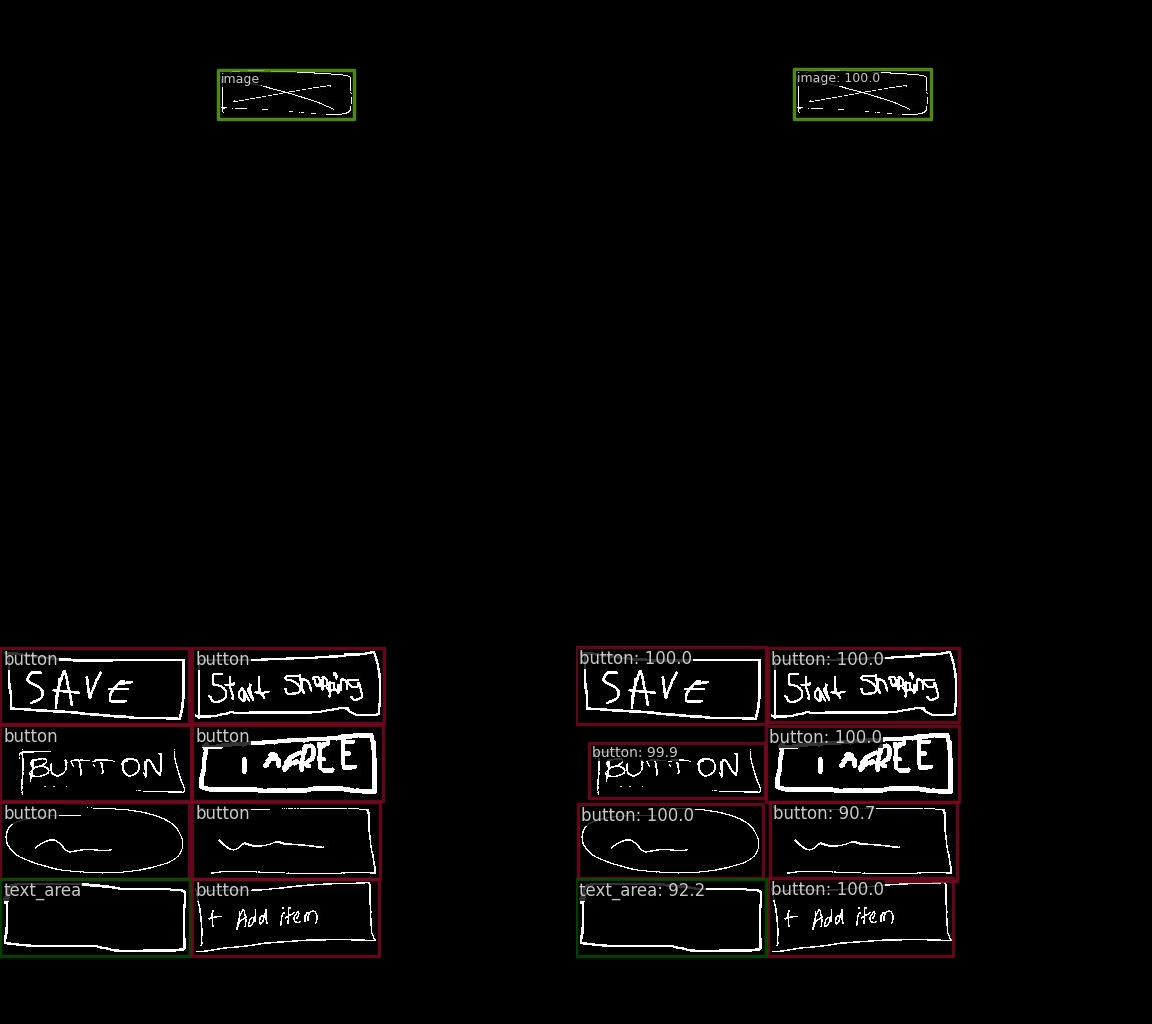 image image: 100.0
button button button: 100.0 button: 100.0
SAVE Start Shopping SAVE Start Shopping
button button button: 99.9 button: 100.0
BUTTON I AGREE BUTTON I AGREE
button button button: 100.0 button: 90.7
text_area button text_area: 92.2 button: 100.0
+ Add item + Add item